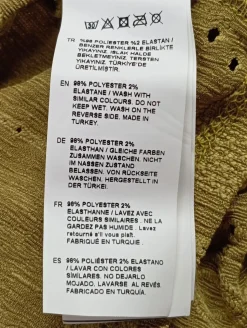 TR %98 POLİESTER %2 ELASTAN /
BENZER RENKLERLE BİRLİKTE
YIKAYINIZ. ISLAK HALDE
BEKLETMEYİNİZ. TERSTEN
YIKAYINIZ. TÜRKİYE'DE
ÜRETİLMİŞTİR.
EN 98% POLYESTER 2%
ELASTANE / WASH WITH
SIMILAR COLOURS. DO NOT
KEEP WET. WASH ON THE
REVERSE SIDE. MADE IN
TURKEY.
DE 98% POLYESTER 2%
ELASTHAN / GLEICHE FARBEN
ZUSAMMEN WASCHEN. NICHT
IM NASSEN ZUSTAND
BELASSEN. VON RÜCKSEITE
WASCHEN. HERGESTELLT IN
DER TÜRKEI.
FR 98% POLYESTER 2%
ELASTHANNE / LAVEZ AVEC
COULEURS SIMILAIRES . NE LA
GARDEZ PAS HUMIDE . Lavez
retourné s'il vous plaît.
FABRIQUÉ EN TURQUIE .
ES 98% POLIÉSTER 2% ELASTANO
/ LAVAR CON COLORES
SIMILARES. NO DEJARLO
MOJADO. LAVARSE AL REVÉS.
FABRICADO EN TURQUÍA.